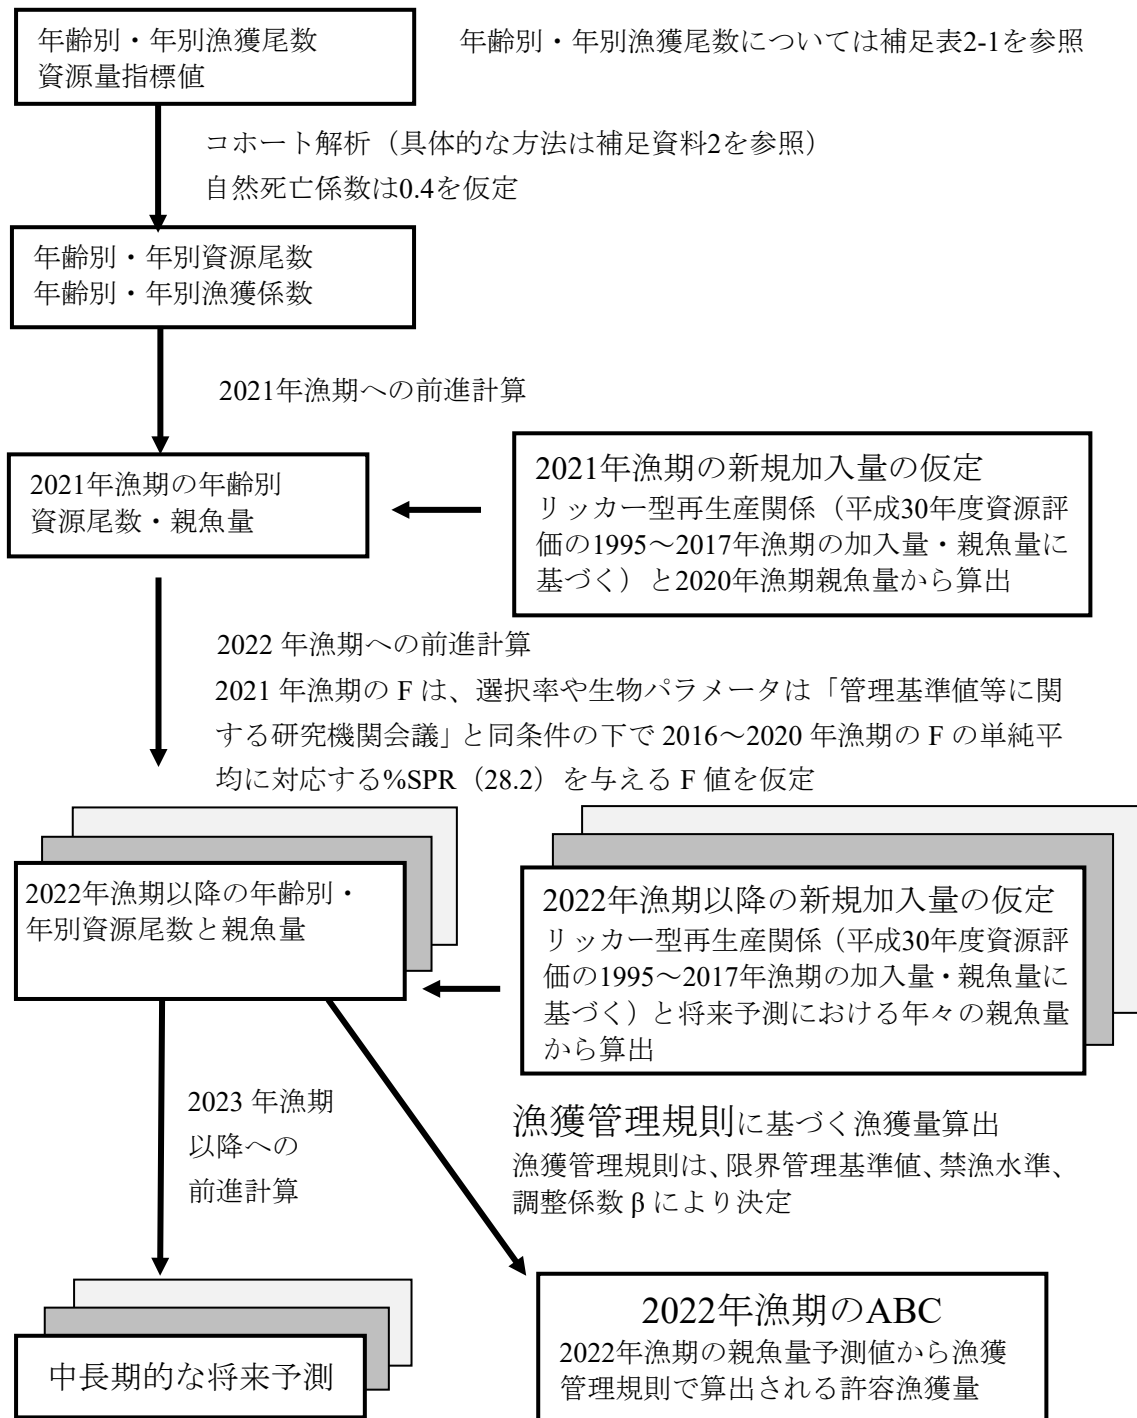 年齢別・年別漁獲尾数
資源量指標値
年齢別・年別漁獲尾数については補足表2-1を参照
コホート解析（具体的な方法は補足資料2を参照）
自然死亡係数は0.4を仮定
年齢別・年別資源尾数
年齢別・年別漁獲係数
2021年漁期への前進計算
2021年漁期の年齢別
資源尾数・親魚量
2021年漁期の新規加入量の仮定
リッカー型再生産関係（平成30年度資源評
価の1995～2017年漁期の加入量・親魚量に
基づく）と2020年漁期親魚量から算出
2022 年漁期への前進計算
2021 年漁期の F は、選択率や生物パラメータは「管理基準値等に関
する研究機関会議」と同条件の下で 2016～2020 年漁期の F の単純平
均に対応する%SPR（28.2）を与える F 値を仮定
2022年漁期以降の年齢別・
年別資源尾数と親魚量
2022年漁期以降の新規加入量の仮定
リッカー型再生産関係（平成30年度資源評
価の1995～2017年漁期の加入量・親魚量に
基づく）と将来予測における年々の親魚量
から算出
2023 年漁期
以降への
前進計算
漁獲管理規則に基づく漁獲量算出
漁獲管理規則は、限界管理基準値、禁漁水準、
調整係数 β により決定
中長期的な将来予測
2022年漁期のABC
2022年漁期の親魚量予測値から漁獲
管理規則で算出される許容漁獲量